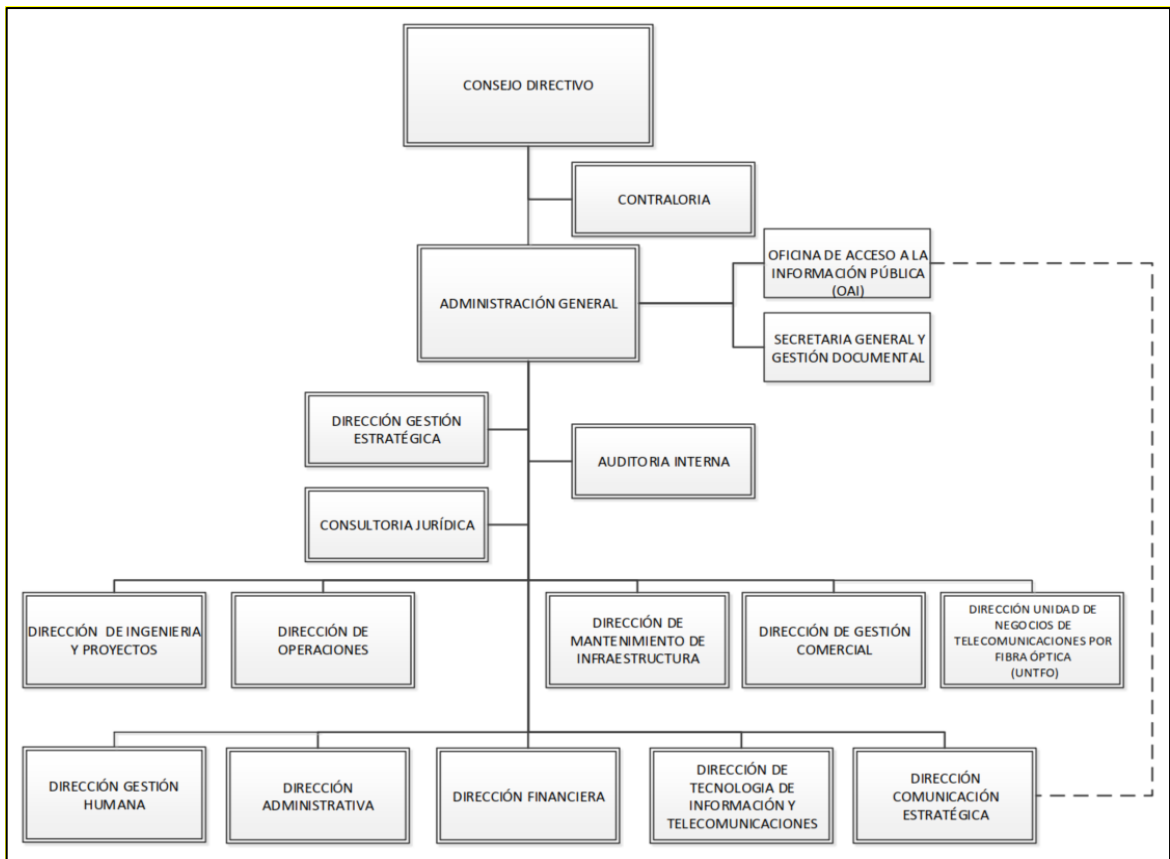 CONSEJO DIRECTIVO
CONTRALORIA
OFICINA DE ACCESO A LA
INFORMACIÓN PÚBLICA
(OAI)
ADMINISTRACIÓN GENERAL
SECRETARIA GENERAL Y
GESTIÓN DOCUMENTAL
DIRECCIÓN GESTIÓN
ESTRATÉGICA
AUDITORIA INTERNA
CONSULTORIA JURÍDICA
DIRECCIÓN DE INGENIERIA
Y PROYECTOS
DIRECCIÓN DE
OPERACIONES
DIRECCIÓN DE
MANTENIMIENTO DE
INFRAESTRUCTURA
DIRECCIÓN DE GESTIÓN
COMERCIAL
DIRECCIÓN UNIDAD DE
NEGOCIOS DE
TELECOMUNICACIONES POR
FIBRA ÓPTICA
(UNTFO)
DIRECCIÓN GESTIÓN
HUMANA
DIRECCIÓN
ADMINISTRATIVA
DIRECCIÓN FINANCIERA
DIRECCIÓN DE
TECNOLOGIA DE
INFORMACIÓN Y
TELECOMUNICACIONES
DIRECCIÓN
COMUNICACIÓN
ESTRATÉGICA